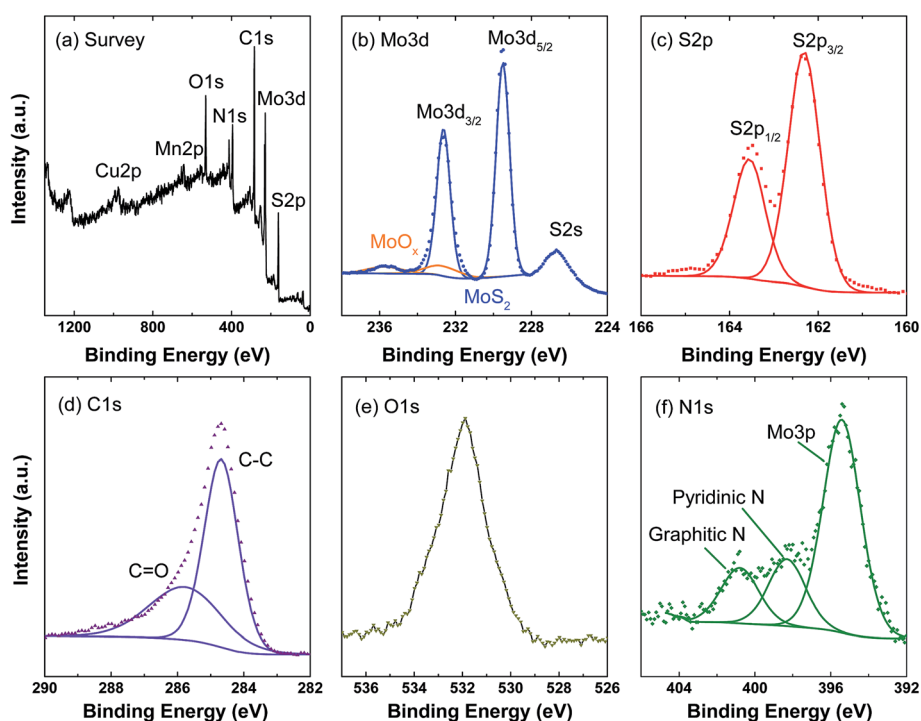 (a) Survey
C1s
O1s
N1s
Mo3d
Mn2p
Cu2p
S2p
Intensity (a.u.)
1200 800 400 0
Binding Energy (eV)
(b) Mo3d
Mo3d5/2
Mo3d3/2
MoOx
S2s
MoS2
236 232 228 224
Binding Energy (eV)
(c) S2p
S2p3/2
S2p1/2
166 164 162 160
Binding Energy (eV)
(d) C1s
C-C
C=O
Intensity (a.u.)
290 288 286 284 282
Binding Energy (eV)
(e) O1s
536 534 532 530 528 526
Binding Energy (eV)
(f) N1s
Mo3p
Pyridinic N
Graphitic N
404 400 396 392
Binding Energy (eV)